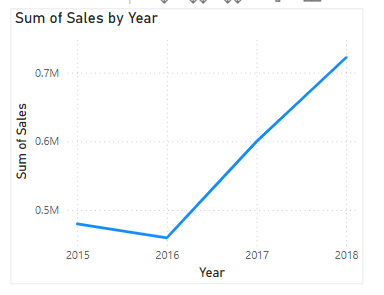 Sum of Sales by Year
0.7M
0.6M
0.5M
Sum of Sales
2015 2016 2017 2018
Year